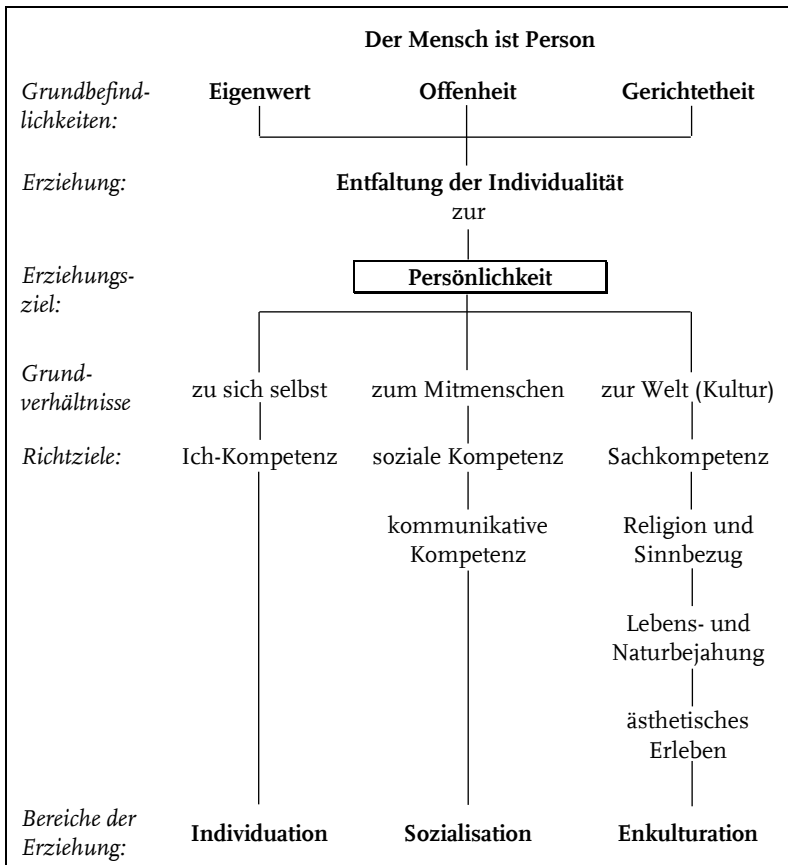 Der Mensch ist Person
Grundbefind-
lichkeiten:
Eigenwert Offenheit Gerichtetheit
Erziehung: Entfaltung der Individualität
zur
Erziehungs-
ziel:
Persönlichkeit
Grund-
verhältnisse
zu sich selbst zum Mitmenschen zur Welt (Kultur)
Richtziele: Ich-Kompetenz soziale Kompetenz Sachkompetenz
kommunikative
Kompetenz
Religion und
Sinnbezug
Lebens- und
Naturbejahung
ästhetisches
Erleben
Bereiche der
Erziehung:
Individuation Sozialisation Enkulturation